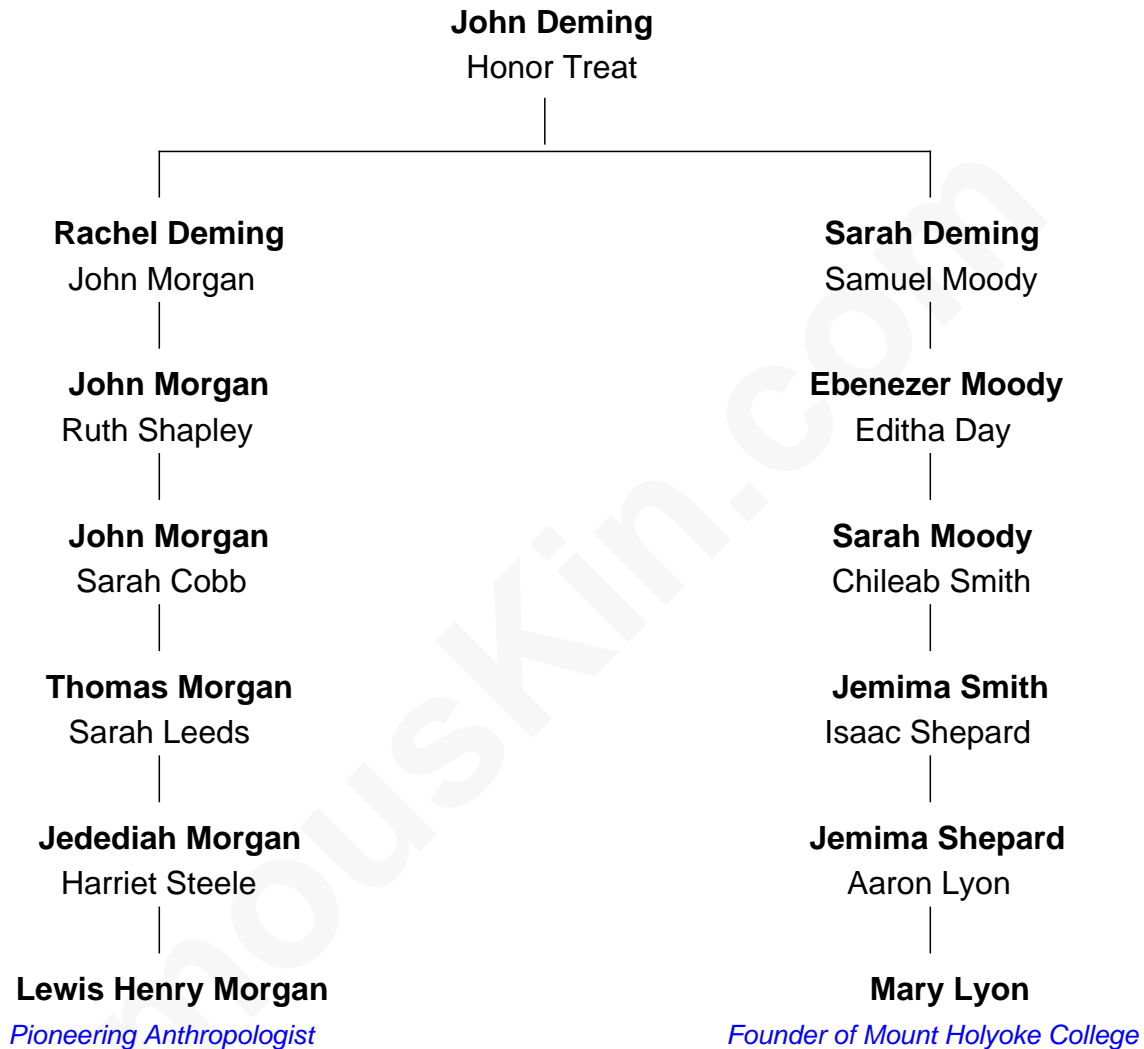 John Deming
Honor Treat
Rachel Deming
John Morgan
Sarah Deming
Samuel Moody
John Morgan
Ruth Shapley
Ebenezer Moody
Editha Day
John Morgan
Sarah Cobb
Sarah Moody
Chileab Smith
Thomas Morgan
Sarah Leeds
Jemima Smith
Isaac Shepard
Jedediah Morgan
Harriet Steele
Jemima Shepard
Aaron Lyon
Lewis Henry Morgan
Pioneering Anthropologist
Mary Lyon
Founder of Mount Holyoke College
mouskin.com